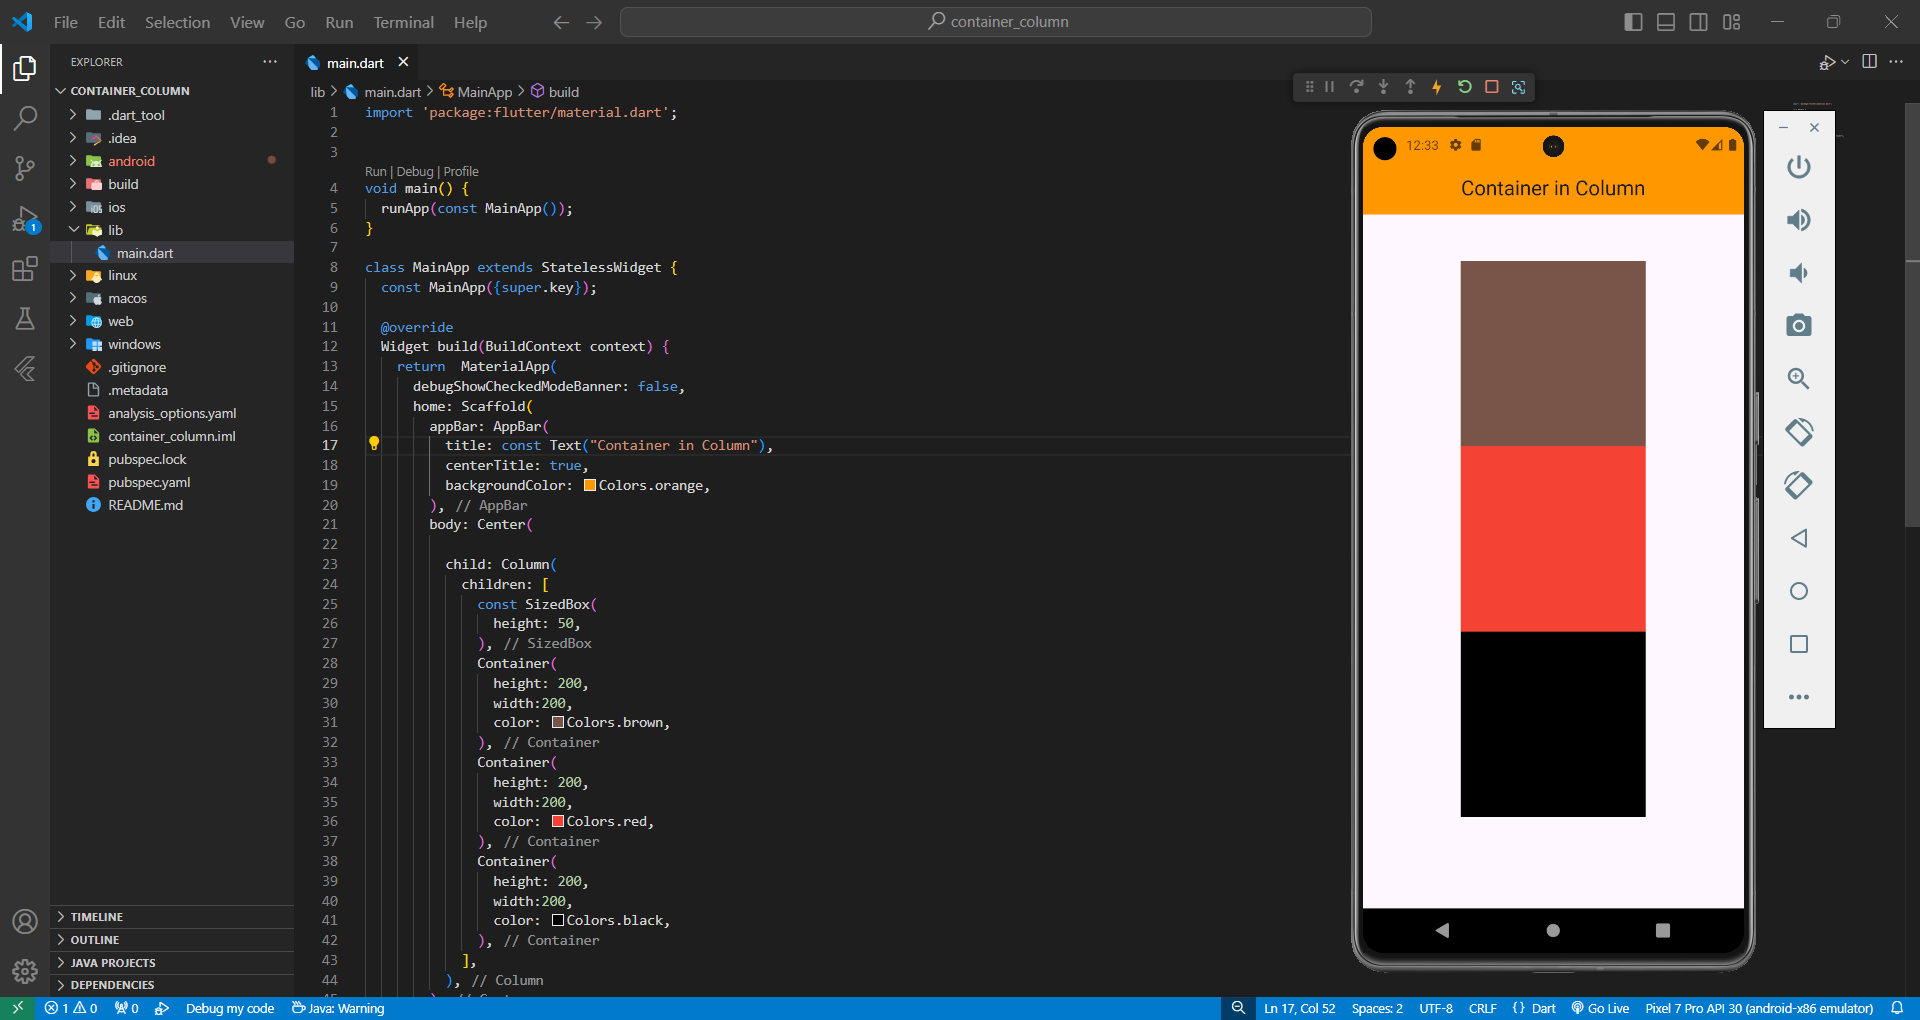 File Edit Selection View Go Run Terminal Help
container_column
EXPLORER
CONTAINER_COLUMN
.dart_tool
.idea
android
build
ios
lib
main.dart
linux
macos
web
windows
.gitignore
.metadata
analysis_options.yaml
container_column.iml
pubspec.lock
pubspec.yaml
README.md
TIMELINE
OUTLINE
JAVA PROJECTS
DEPENDENCIES
1
main.dart
lib > main.dart > MainApp > build
1 import 'package:flutter/material.dart';
2
3
Run | Debug | Profile
4 void main() {
5 runApp(const MainApp());
6 }
7
8 class MainApp extends StatelessWidget {
9 const MainApp({super.key});
10
11 @override
12 Widget build(BuildContext context) {
13 return  MaterialApp(
14 debugShowCheckedModeBanner: false,
15 home: Scaffold(
16 appBar: AppBar(
17 title: const Text("Container in Column"),
18 centerTitle: true,
19 backgroundColor: Colors.orange,
20 ), // AppBar
21 body: Center(
22
23 child: Column(
24 children: [
25 const SizedBox(
26 height: 50,
27 ), // SizedBox
28 Container(
29 height: 200,
30 width:200,
31 color: Colors.brown,
32 ), // Container
33 Container(
34 height: 200,
35 width:200,
36 color: Colors.red,
37 ), // Container
38 Container(
39 height: 200,
40 width:200,
41 color: Colors.black,
42 ), // Container
43 ],
44 ), // Column
12:33
Container in Column
1 0 0 Debug my code Java: Warning
Ln 17, Col 52 Spaces: 2 UTF-8 CRLF {} Dart Go Live Pixel 7 Pro API 30 (android-x86 emulator)